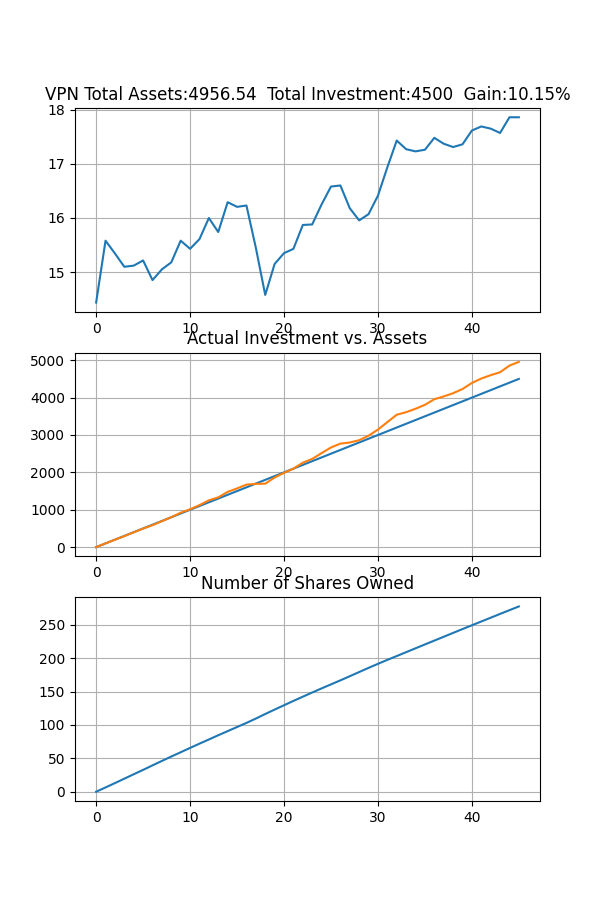 VPN Total Assets:4956.54  Total Investment:4500  Gain:10.15%
18
17
16
15
0 10 20 30 40
Actual Investment vs. Assets
5000
4000
3000
2000
1000
0
0 10 20 30 40
Number of Shares Owned
250
200
150
100
50
0
0 10 20 30 40